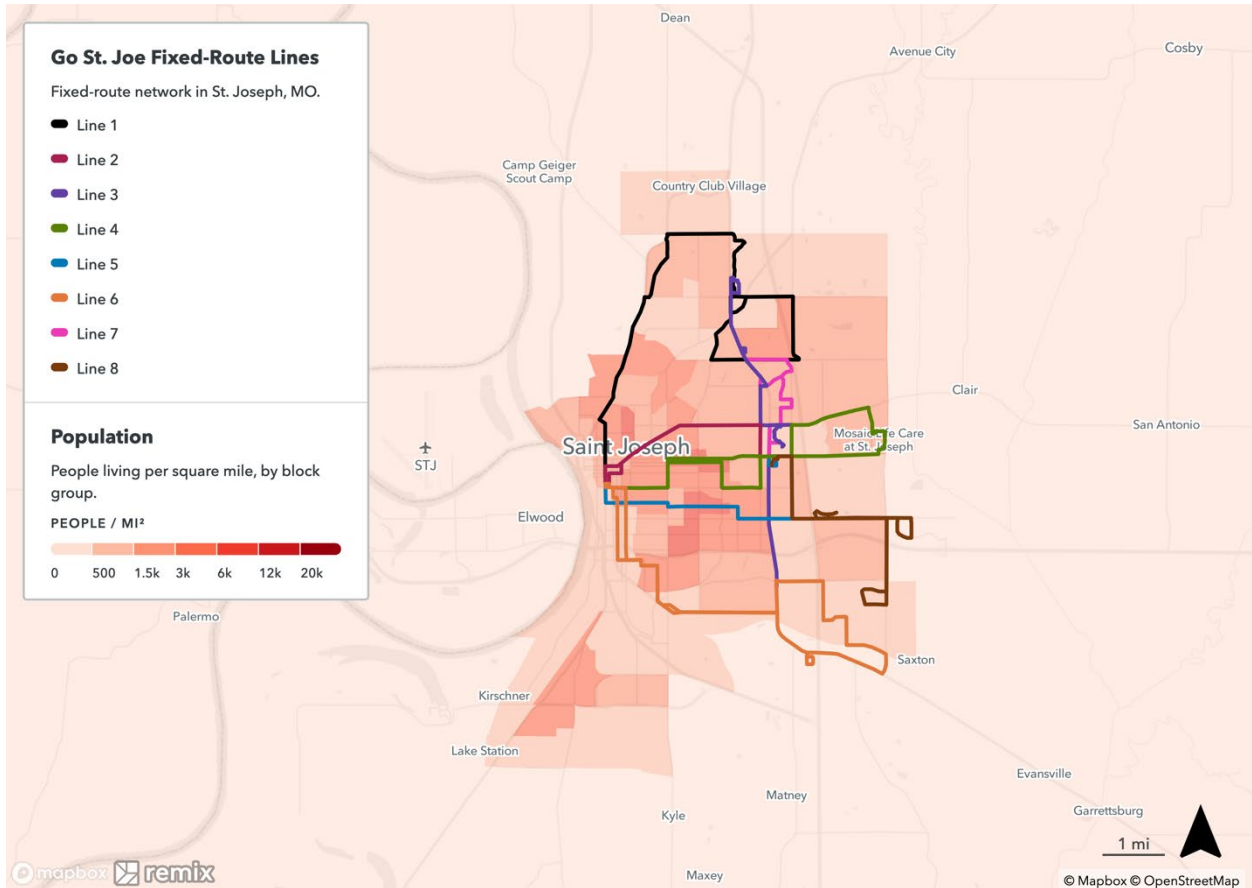 Go St. Joe Fixed-Route Lines
Fixed-route network in St. Joseph, MO.
Line 1
Line 2
Line 3
Line 4
Line 5
Line 6
Line 7
Line 8
Population
People living per square mile, by block
group.
PEOPLE / MI²
0 500 1.5k 3k 6k 12k 20k
Dean
Avenue City
Cosby
Camp Geiger
Scout Camp
Country Club Village
Clair
San Antonio
Mosaic Life Care
at St. Joseph
Saint Joseph
STJ
Elwood
Palermo
Saxton
Kirschner
Lake Station
Evansville
Matney
Garrettsburg
Kyle
Maxey
1 mi
mapbox remix
© Mapbox © OpenStreetMap